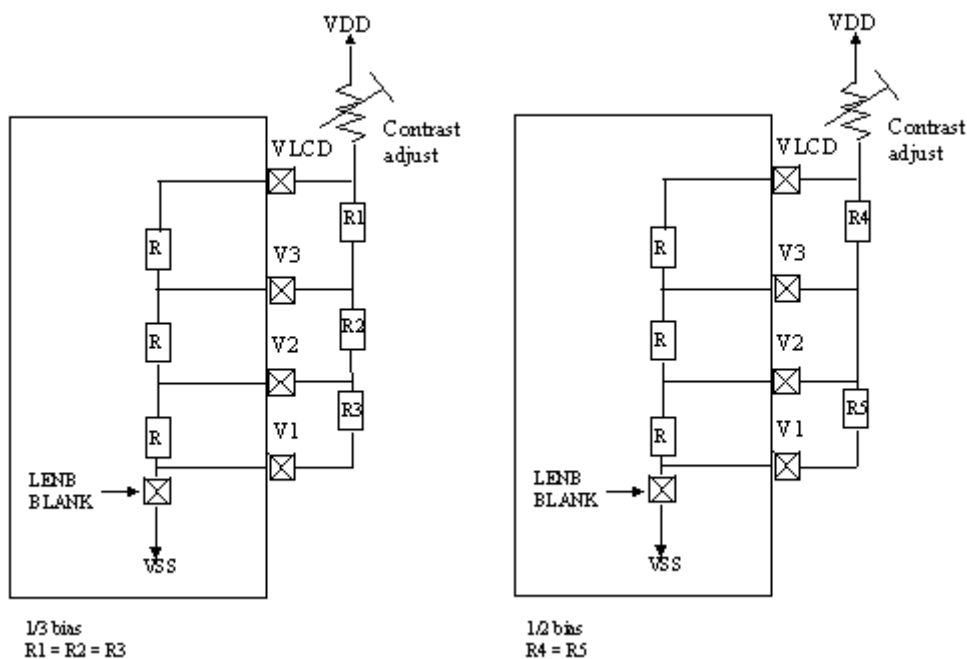 VDD
Contrast
adjust
VLCD
R1
R
V3
R2
R
V2
R3
R
V1
LENB
BLANK
VSS
1/3 bias
R1 = R2 = R3
VDD
Contrast
adjust
VLCD
R4
R
V3
R
V2
R5
R
V1
LENB
BLANK
VSS
1/2 bias
R4 = R5